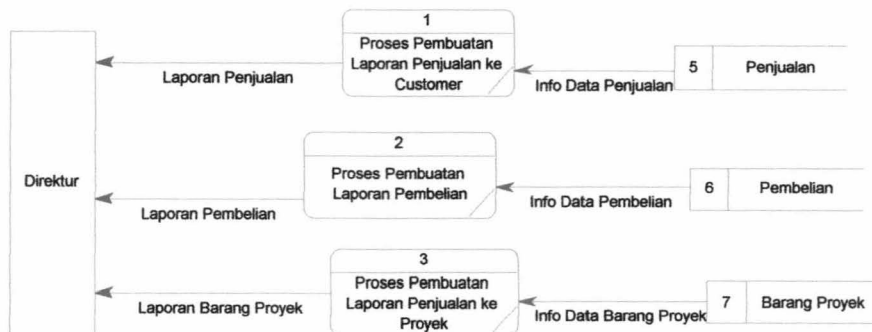 1
Proses Pembuatan
Laporan Penjualan ke
Customer
Laporan Penjualan
Info Data Penjualan
5 Penjualan
2
Proses Pembuatan
Laporan Pembelian
Direktur
Laporan Pembelian
Info Data Pembelian
6 Pembelian
3
Proses Pembuatan
Laporan Penjualan ke
Proyek
Laporan Barang Proyek
Info Data Barang Proyek
7 Barang Proyek